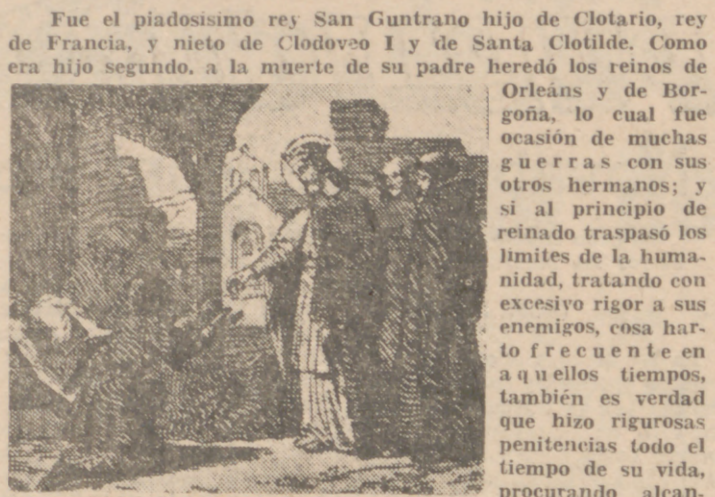 Fue el piadosísimo rey San Guntrano hijo de Clotario, rey
de Francia, y nieto de Clodoveo I y de Santa Clotilde. Como
era hijo segundo, a la muerte de su padre heredó los reinos de
Orleáns y de Bor-
goña, lo cual fue
ocasión de muchas
guerras con sus
otros hermanos; y
si al principio de
reinado traspasó los
límites de la huma-
nidad, tratando con
excesivo rigor a sus
enemigos, cosa har-
to frecuente en
aquellos tiempos,
también es verdad
que hizo rigurosas
penitencias todo el
tiempo de su vida,
procurando alcan-